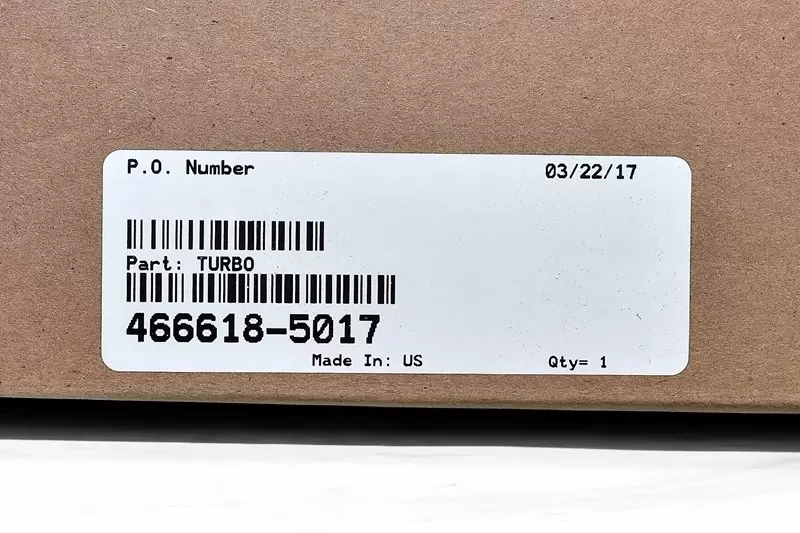 P.O. Number 03/22/17
Part: TURBO
466618-5017
Made In: US Qty= 1